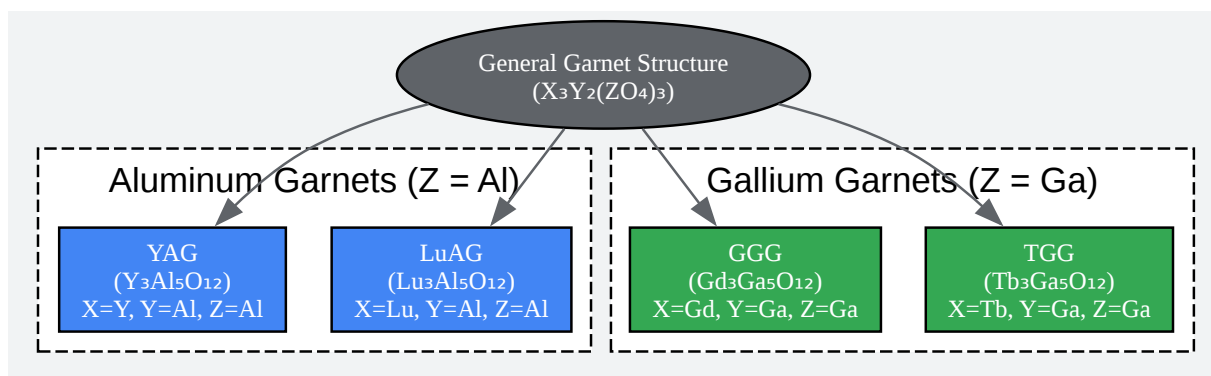 General Garnet Structure
(X₃Y₂(ZO₄)₃)
Aluminum Garnets (Z = Al)
Gallium Garnets (Z = Ga)
YAG
(Y₃Al₅O₁₂)
X=Y, Y=Al, Z=Al
LuAG
(Lu₃Al₅O₁₂)
X=Lu, Y=Al, Z=Al
GGG
(Gd₃Ga₅O₁₂)
X=Gd, Y=Ga, Z=Ga
TGG
(Tb₃Ga₅O₁₂)
X=Tb, Y=Ga, Z=Ga